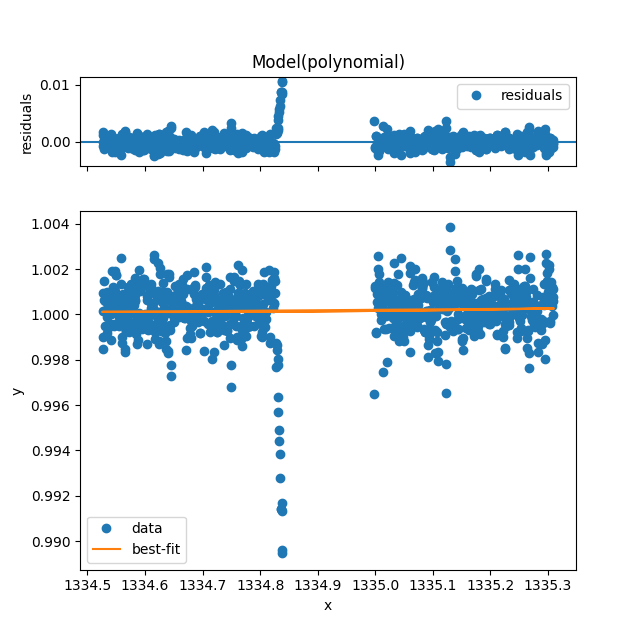 Model(polynomial)
0.01
0.00
residuals
residuals
1.004
1.002
1.000
0.998
0.996
0.994
0.992
0.990
y
data
best-fit
1334.5 1334.6 1334.7 1334.8 1334.9 1335.0 1335.1 1335.2 1335.3
x